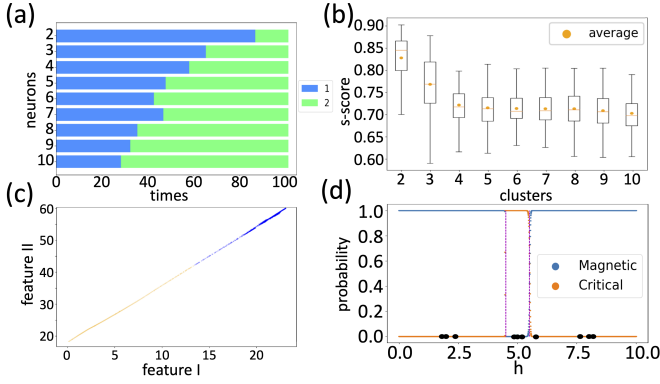 (a)
2
3
4
5
6
7
8
9
10
neurons
0 20 40 60 80 100
times
1
2
(b)
0.90
0.85
0.80
0.75
0.70
0.65
0.60
s-score
average
2 3 4 5 6 7 8 9 10
clusters
(c)
60
50
40
30
20
feature II
0 5 10 15 20
feature I
(d)
1.0
0.8
0.6
0.4
0.2
0.0
probability
Magnetic
Critical
0.0 2.5 5.0 7.5 10.0
h